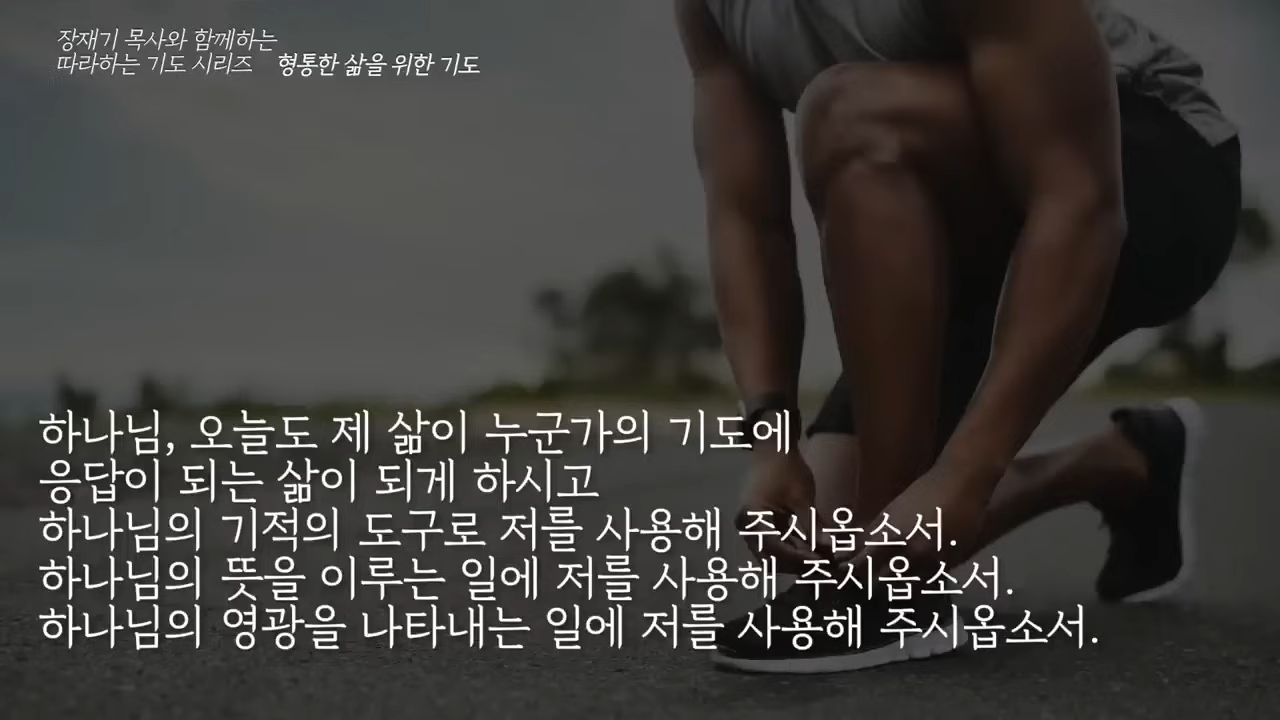 장재기 목사와 함께하는
따라하는 기도 시리즈 형통한 삶을 위한 기도
하나님, 오늘도 제 삶이 누군가의 기도에
응답이 되는 삶이 되게 하시고
하나님의 기적의 도구로 저를 사용해 주시옵소서.
하나님의 뜻을 이루는 일에 저를 사용해 주시옵소서.
하나님의 영광을 나타내는 일에 저를 사용해 주시옵소서.